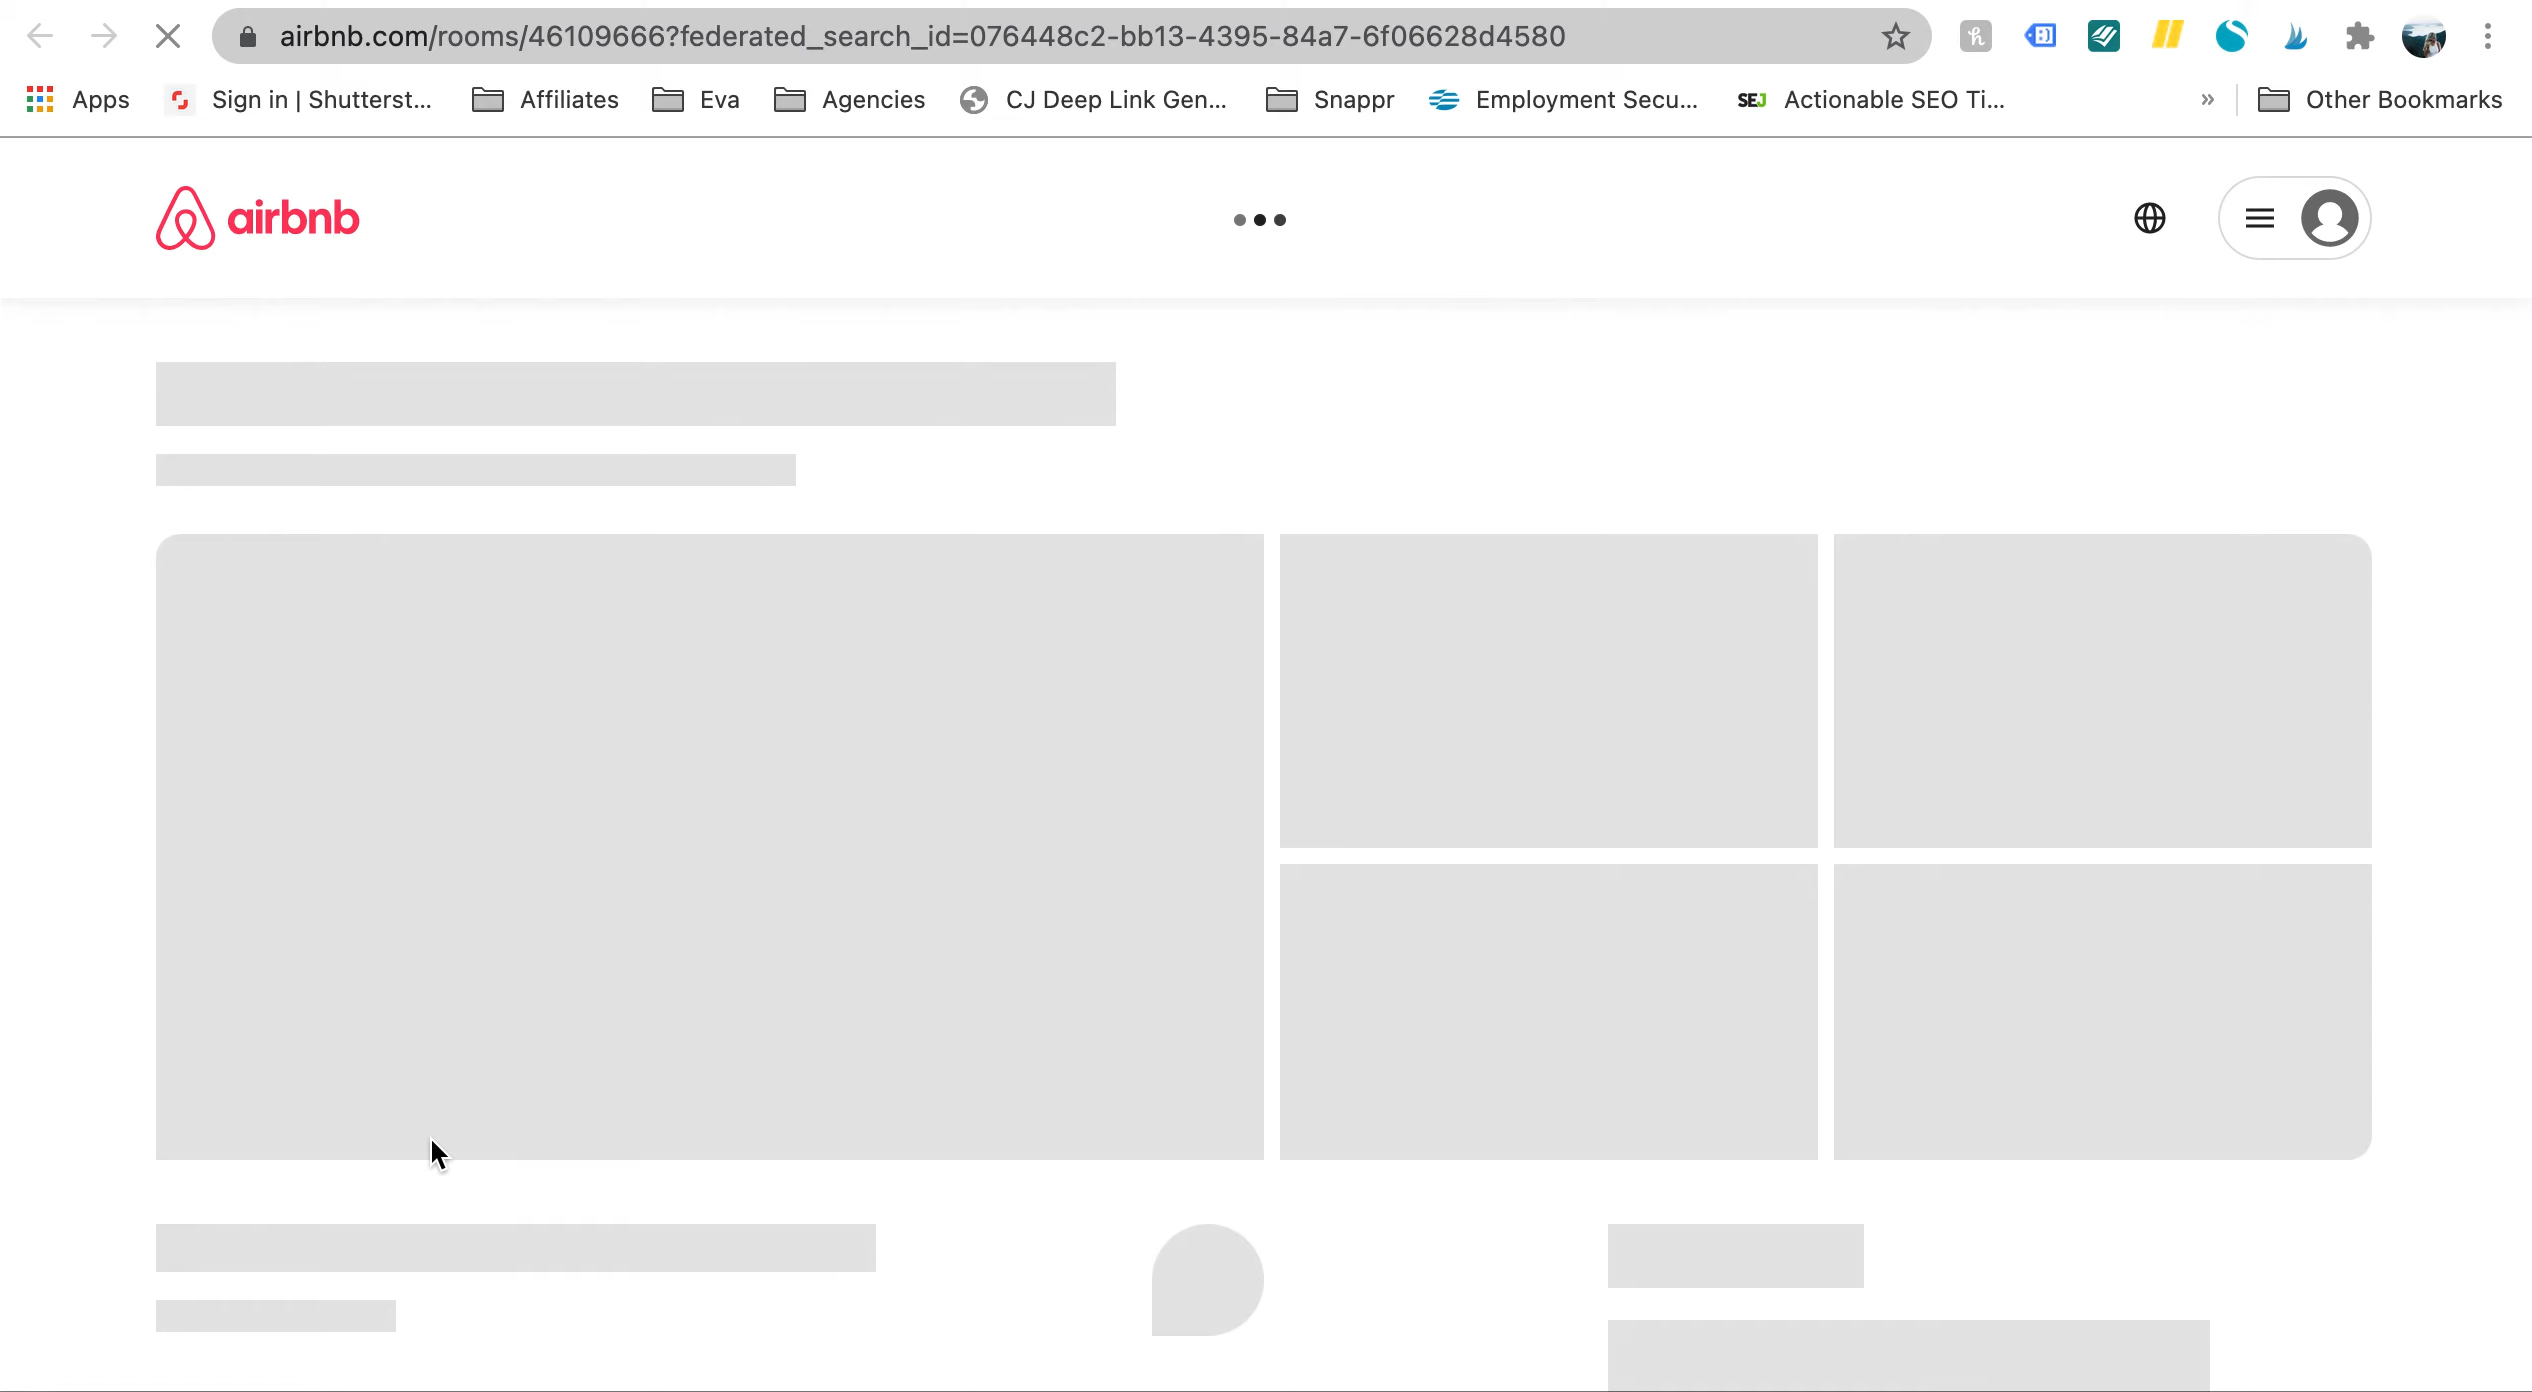 airbnb.com/rooms/46109666?federated_search_id=076448c2-bb13-4395-84a7-6f06628d4580
Apps Sign in | Shutterst... Affiliates Eva Agencies CJ Deep Link Gen... Snappr Employment Secu... SEJ Actionable SEO Ti... » Other Bookmarks
airbnb